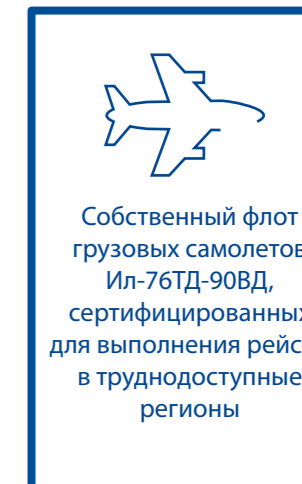 Собственный флот
грузовых самолетов
Ил-76ТД-90ВД,
сертифицированных
для выполнения рейс
в труднодоступные
регионы